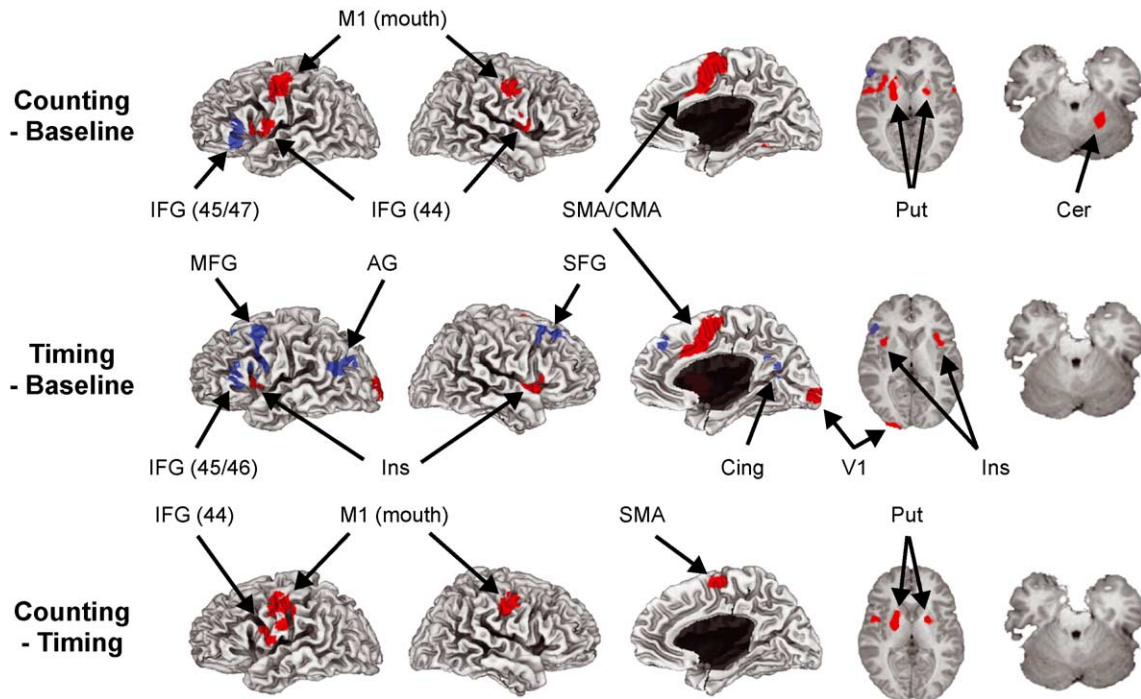 M1 (mouth)
Counting
- Baseline
IFG (45/47)
IFG (44)
SMA/CMA
Put
Cer
MFG
AG
SFG
Timing
- Baseline
IFG (45/46)
Ins
Cing
V1
Ins
IFG (44)
M1 (mouth)
SMA
Put
Counting
- Timing